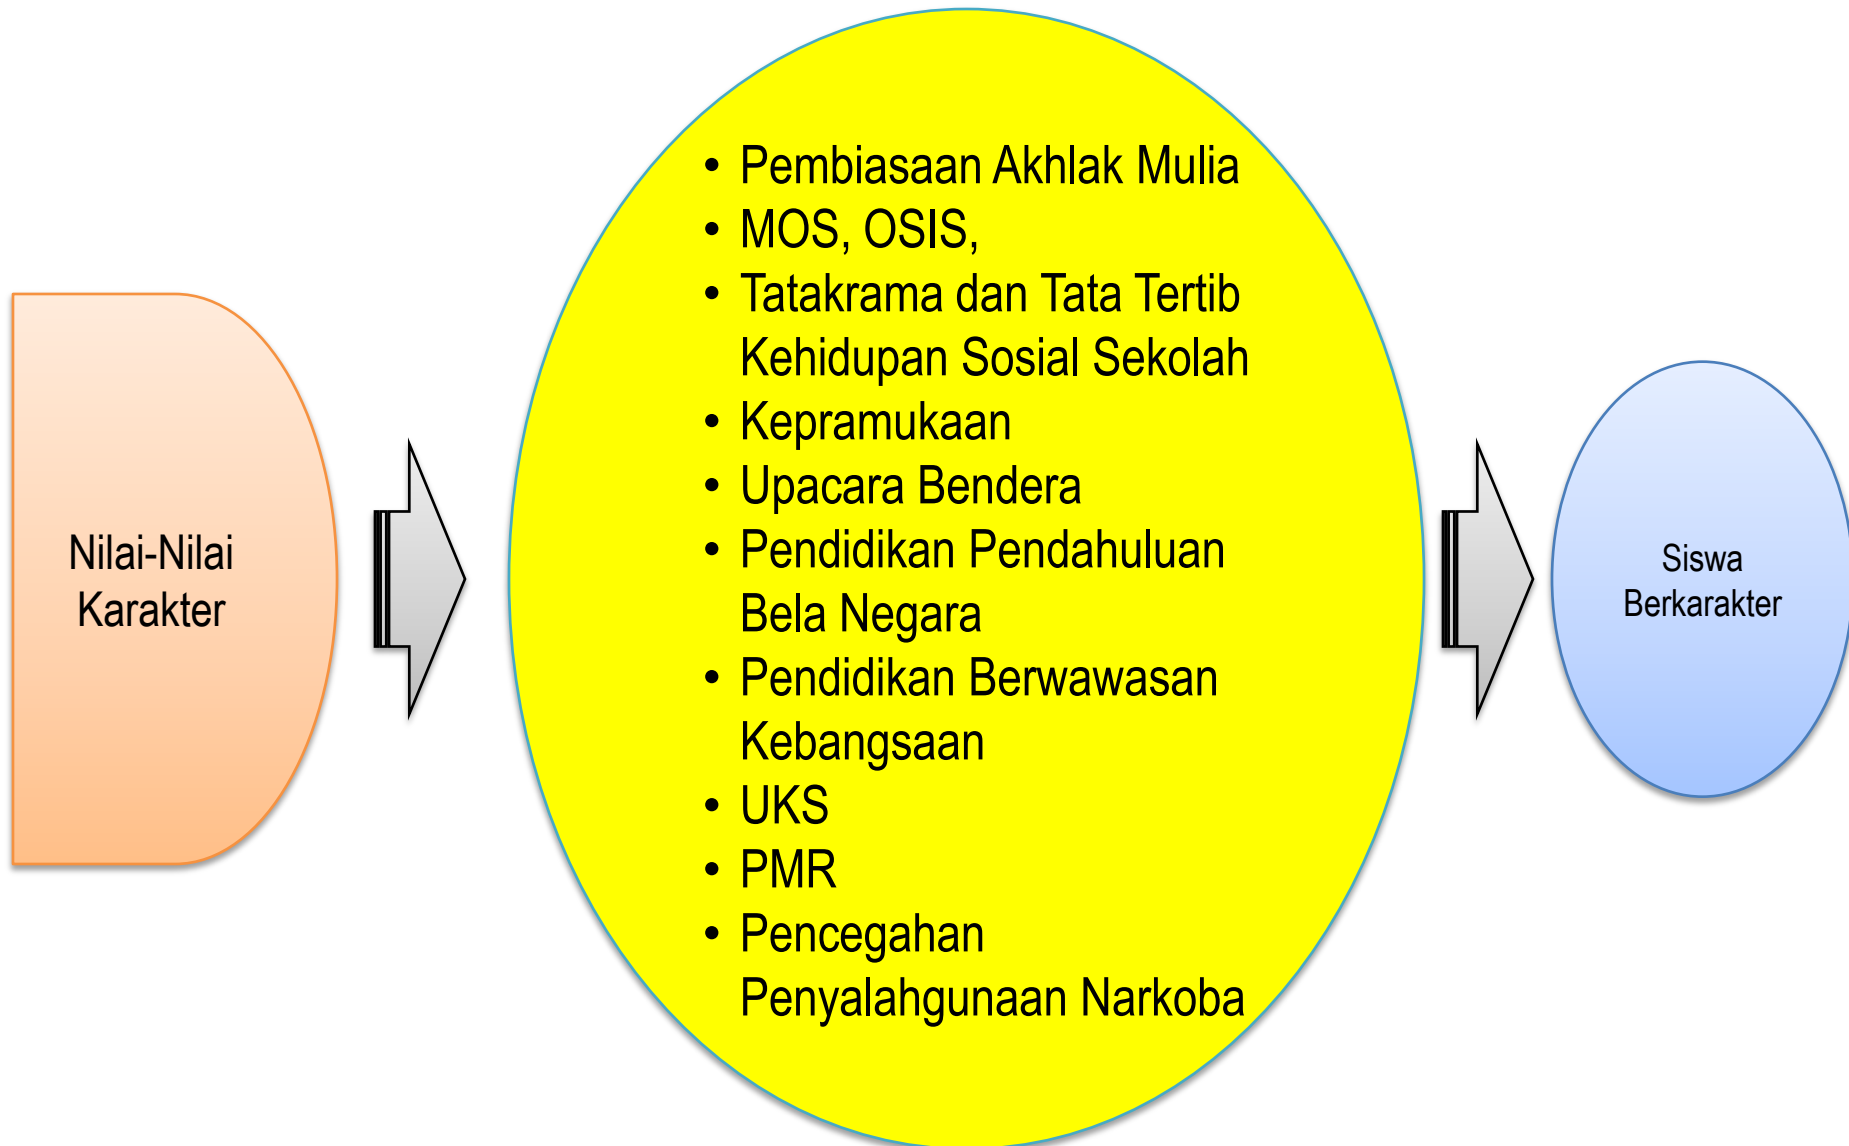 Nilai-Nilai
Karakter
• Pembiasaan Akhlak Mulia
• MOS, OSIS,
• Tatakrama dan Tata Tertib
Kehidupan Sosial Sekolah
• Kepramukaan
• Upacara Bendera
• Pendidikan Pendahuluan
Bela Negara
• Pendidikan Berwawasan
Kebangsaan
• UKS
• PMR
• Pencegahan
Penyalahgunaan Narkoba
Siswa
Berkarakter